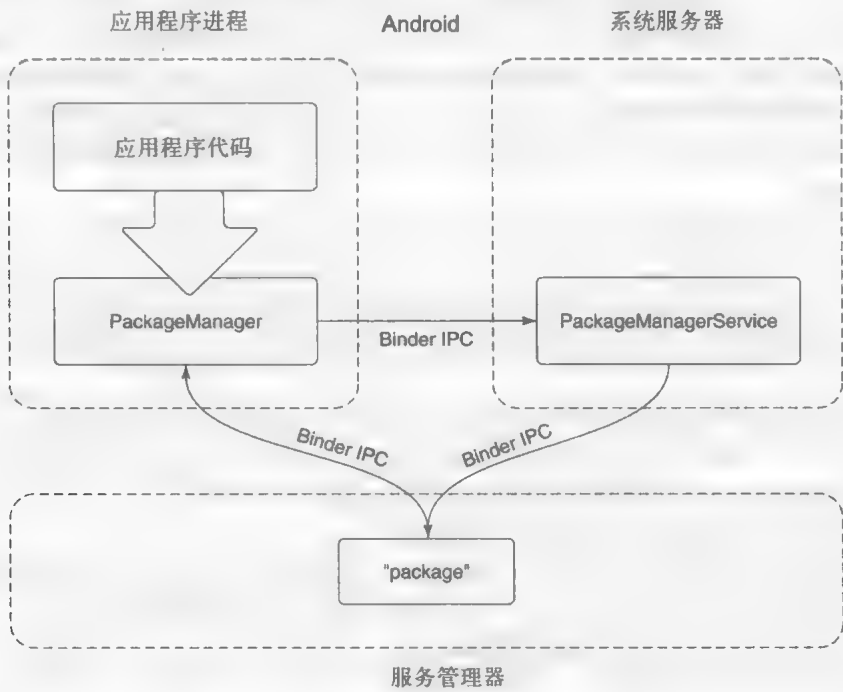 应用程序进程
Android
系统服务器
应用程序代码
PackageManager
Binder IPC
PackageManagerService
Binder IPC
Binder IPC
"package"
服务管理器